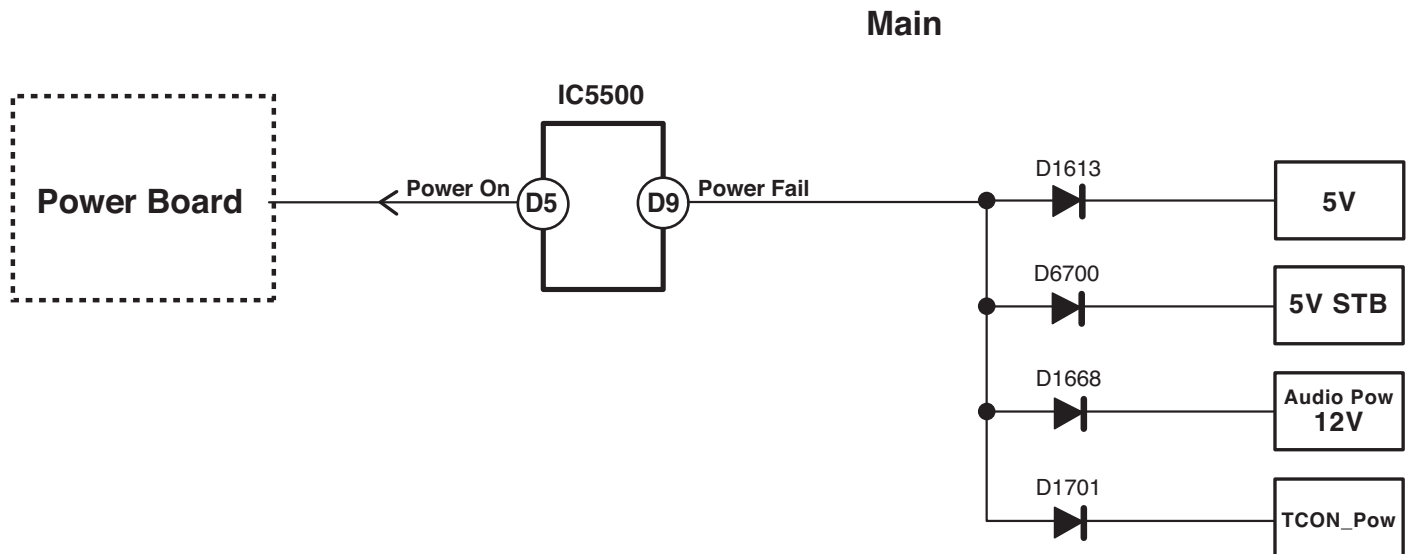 Main
IC5500
Power Board
Power On
D5
D9
Power Fail
D1613
5V
D6700
5V STB
D1668
Audio Pow
12V
D1701
TCON_Pow